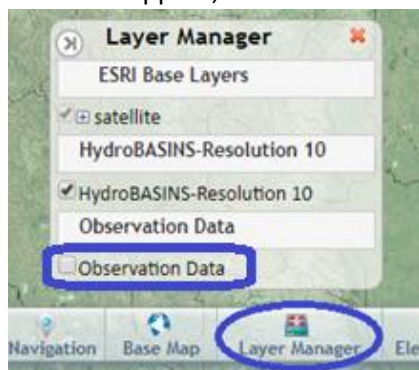 Layer Manager
ESRI Base Layers
satellite
HydroBASINS-Resolution 10
HydroBASINS-Resolution 10
Observation Data
Observation Data
Navigation Base Map Layer Manager Ele